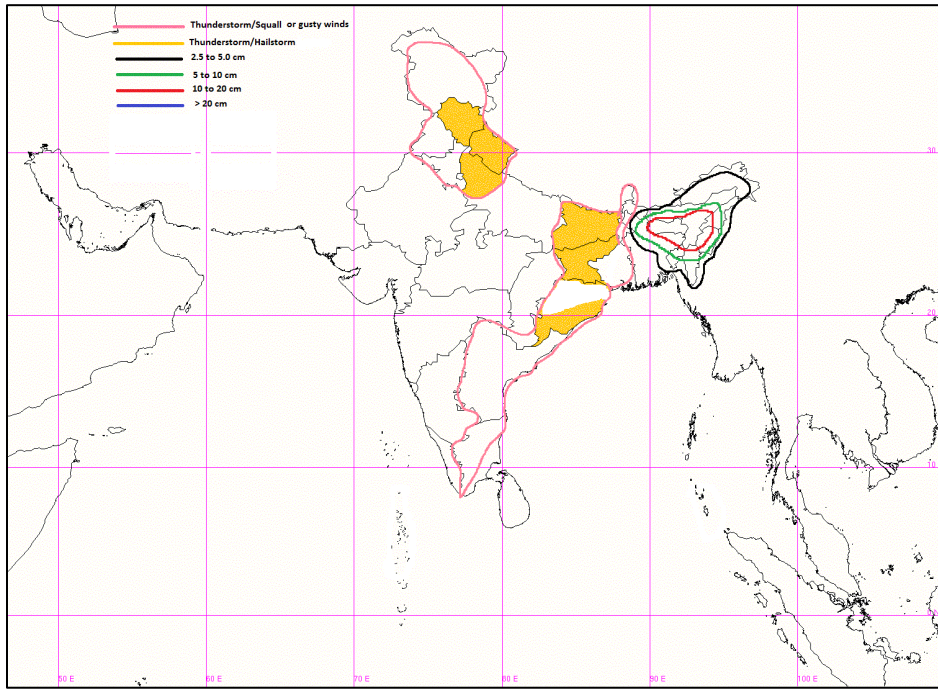 Thunderstorm/Squall or gusty winds
Thunderstorm/Hailstorm
2.5 to 5.0 cm
5 to 10 cm
10 to 20 cm
> 20 cm
30
20
10
50 E
60 E
70 E
80 E
90 E
100 E